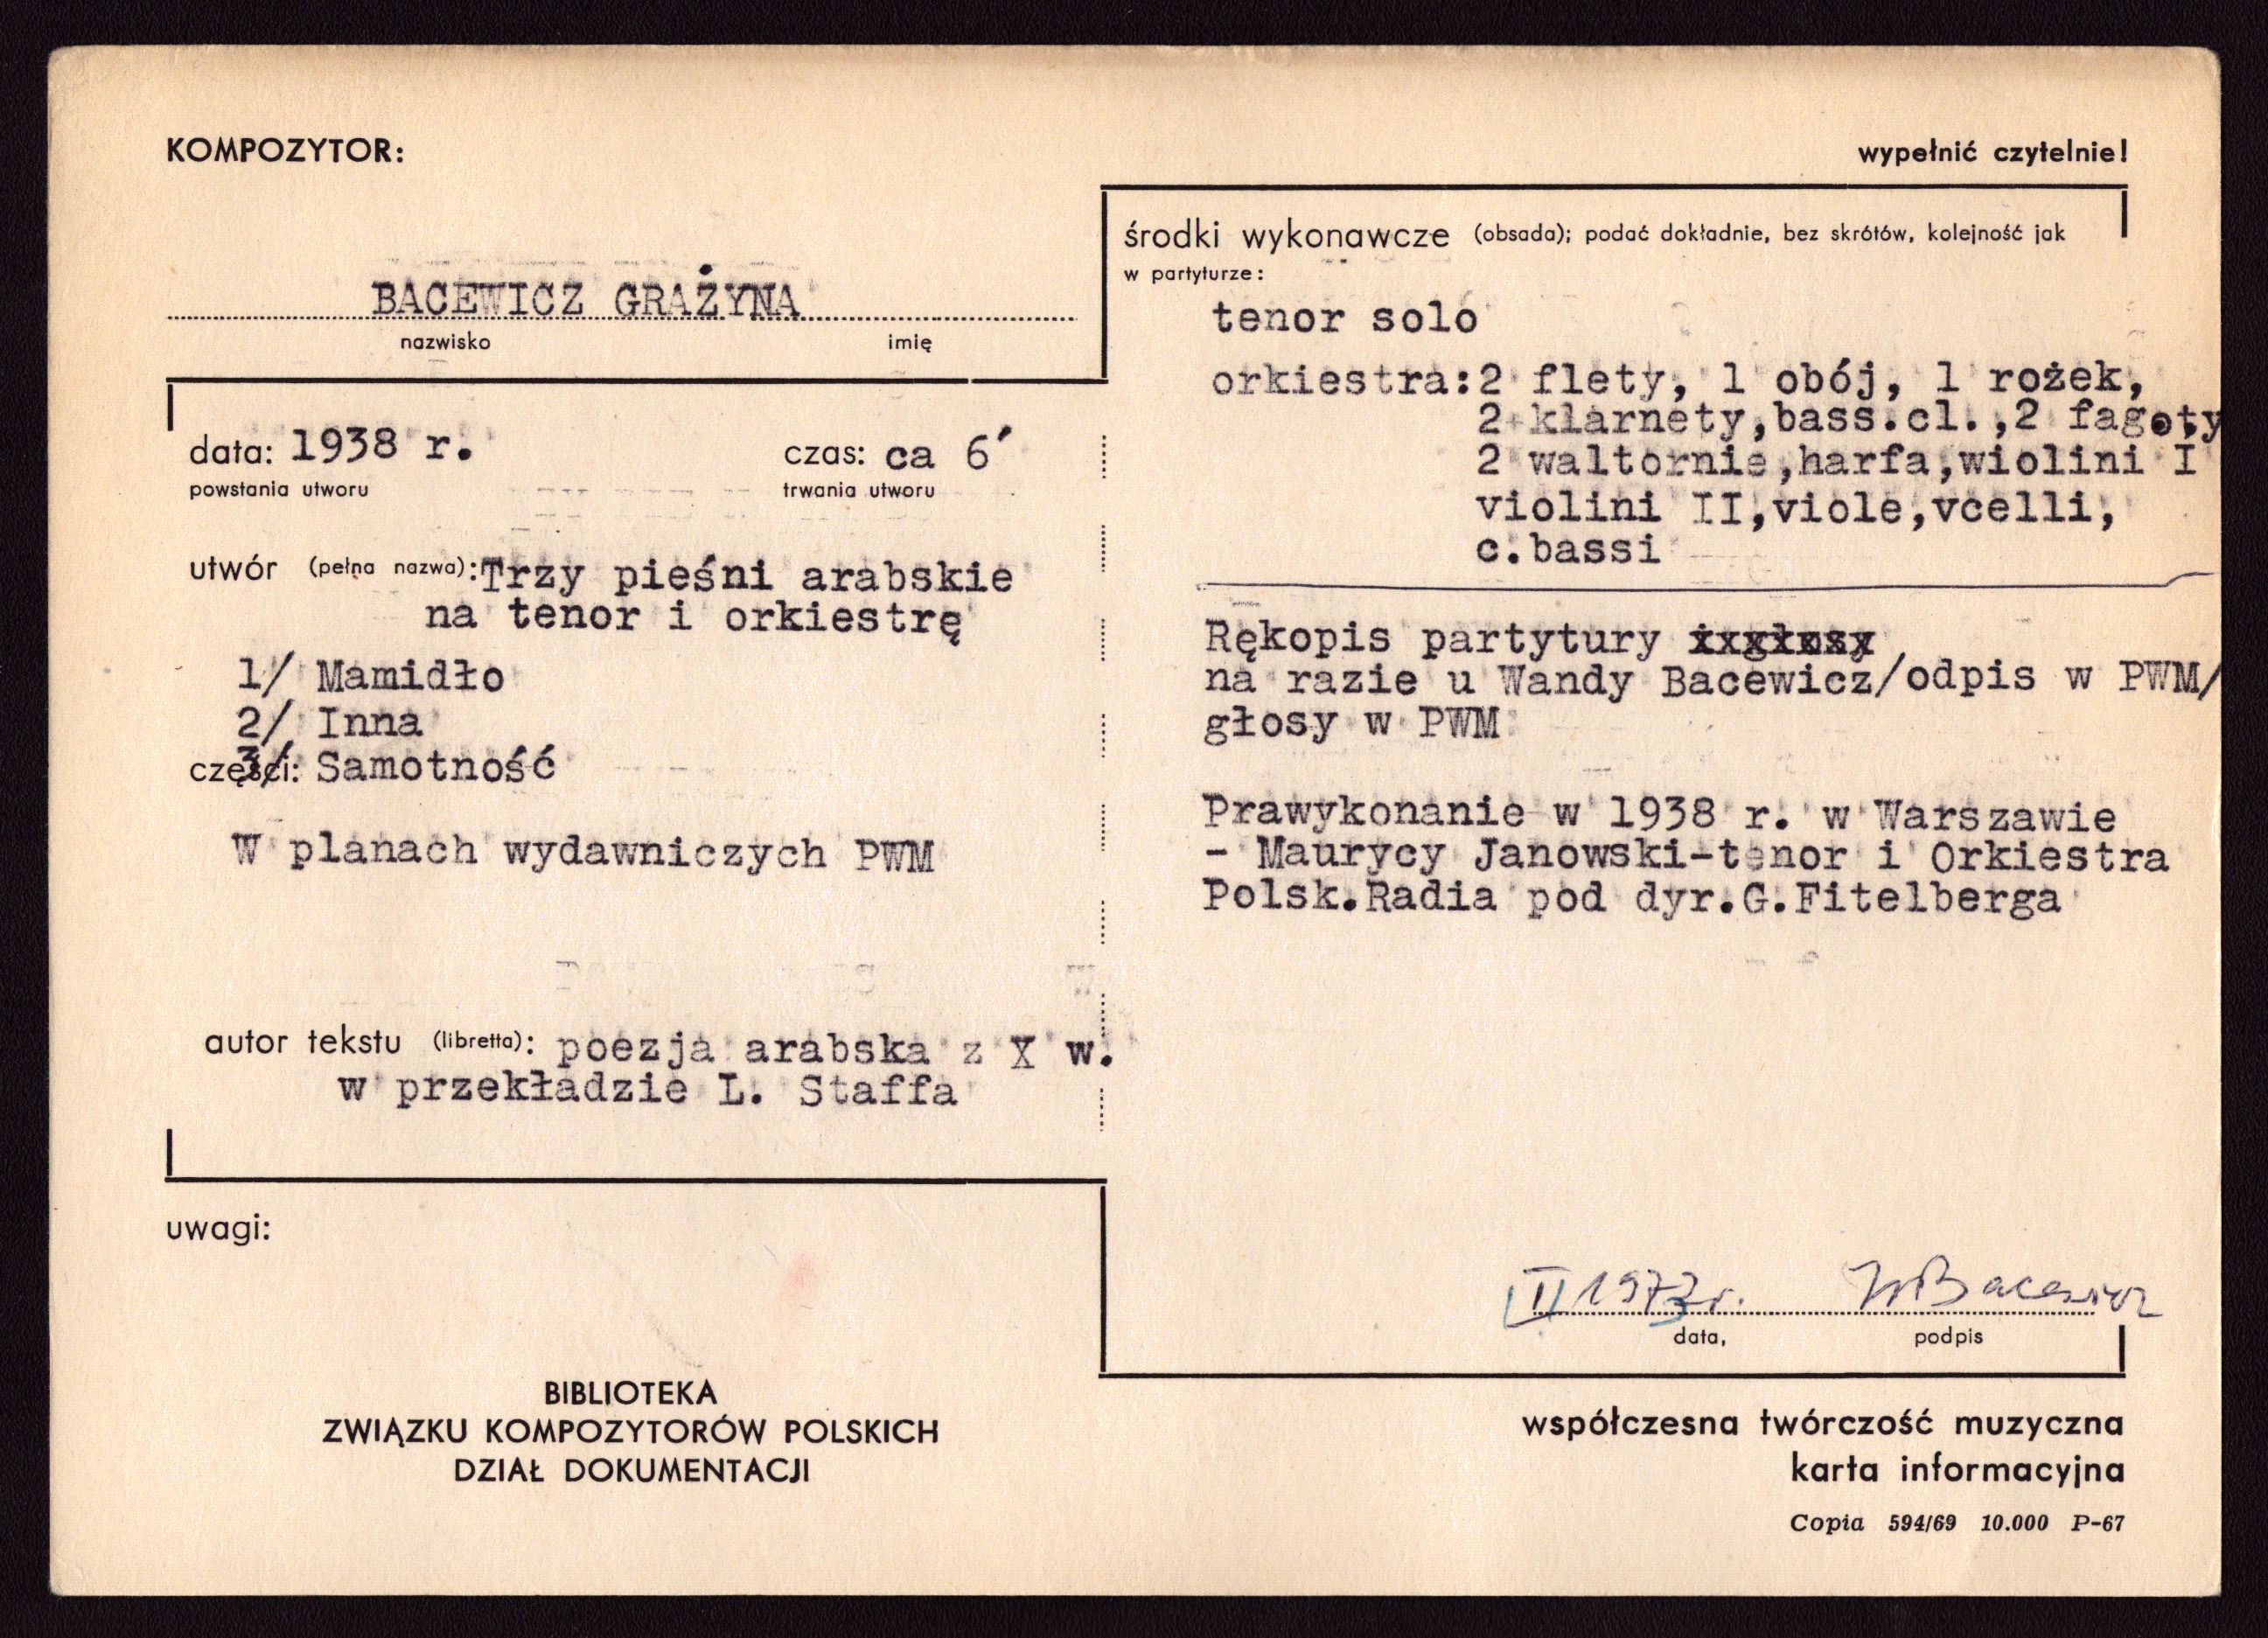 KOMPOZYTOR:
wypełnić czytelnie!
BACEWICZ GRAŻYNA
nazwisko imię
data: 1938 r. czas: ca 6´
powstania utworu trwania utworu
utwór (pełna nazwa): Trzy pieśni arabskie
na tenor i orkiestrę
1/ Mamidło
2/ Inna
części: 3/ Samotność
W planach wydawniczych PWM
autor tekstu (libretta): poezja arabska z X w.
w przekładzie L. Staffa
środki wykonawcze (obsada); podać dokładnie, bez skrótów, kolejność jak
w partyturze:
tenor solo
orkiestra:2 flety, 1 obój, 1 rożek,
2 klarnety,bass.cl.,2 fagoty,
2 waltornie,harfa,wiolini I
violini II,viole,vcelli,
c.bassi
Rękopis partytury
na razie u Wandy Bacewicz/odpis w PWM/
głosy w PWM
Prawykonanie w 1938 r. w Warszawie
- Maurycy Janowski-tenor i Orkiestra
Polsk.Radia pod dyr.G.Fitelberga
uwagi:
II 1973 r. WBacewicz
data, podpis
BIBLIOTEKA
ZWIĄZKU KOMPOZYTORÓW POLSKICH
DZIAŁ DOKUMENTACJI
współczesna twórczość muzyczna
karta informacyjna
Copia 594/69 10.000 P-67